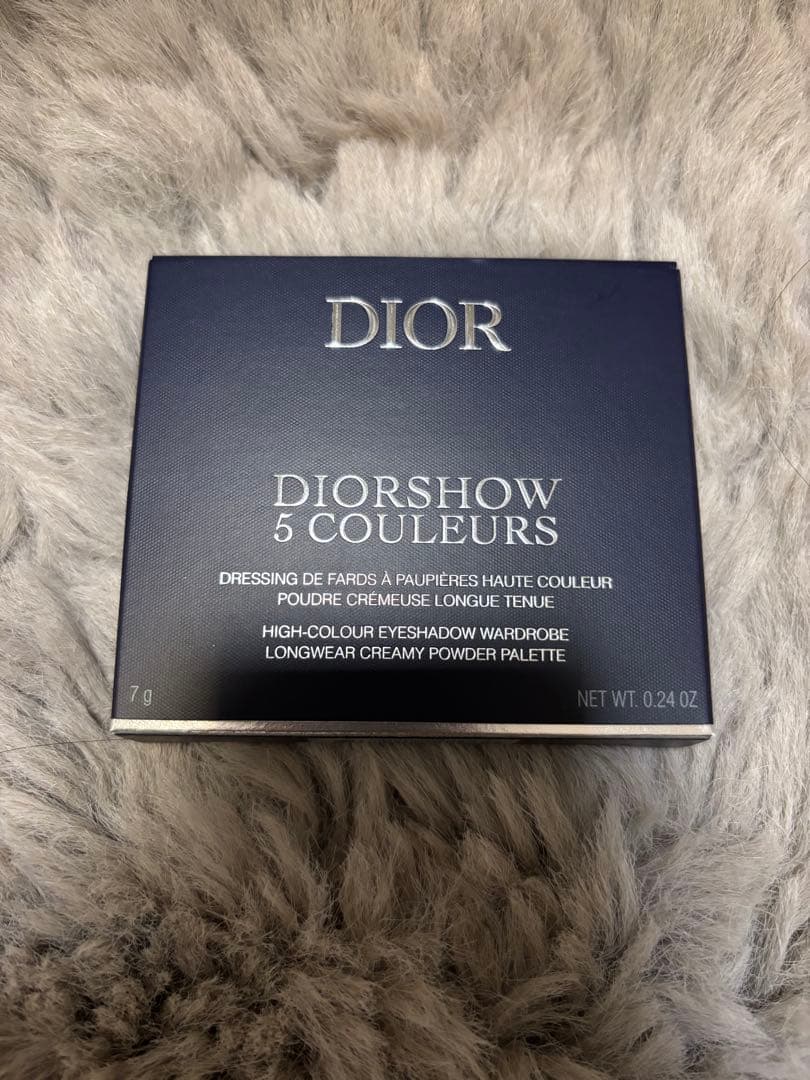 DIOR
DIORSHOW
5 COULEURS
DRESSING DE FARDS À PAUPIÈRES HAUTE COULEUR
POUDRE CRÉMEUSE LONGUE TENUE
HIGH-COLOUR EYESHADOW WARDROBE
LONGWEAR CREAMY POWDER PALETTE
7 g
NET WT. 0.24 OZ